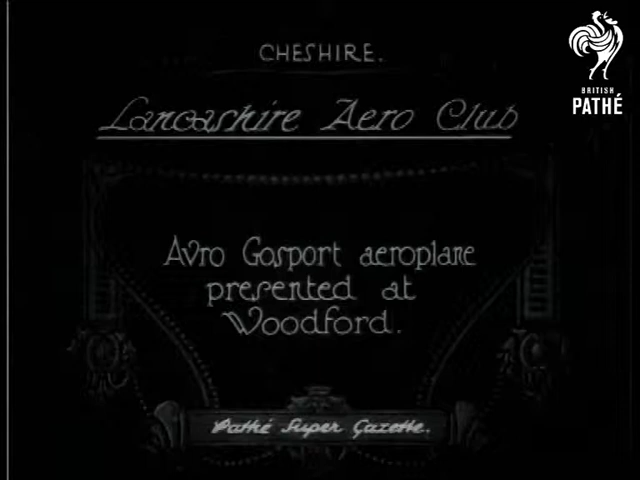 CHESHIRE.
BRITISH
PATHÉ
Lancashire Aero Club
Avro Gosport aeroplane
presented at
Woodford.
Pathé Super Gazette.